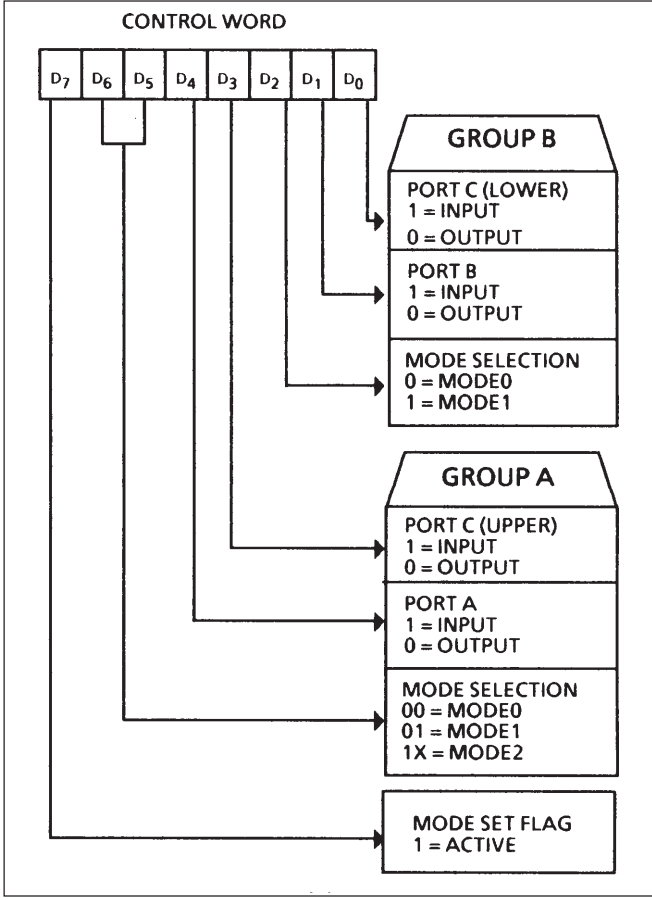 CONTROL WORD
D7 D6 D5 D4 D3 D2 D1 D0
GROUP B
PORT C (LOWER)
1 = INPUT
0 = OUTPUT
PORT B
1 = INPUT
0 = OUTPUT
MODE SELECTION
0 = MODE0
1 = MODE1
GROUP A
PORT C (UPPER)
1 = INPUT
0 = OUTPUT
PORT A
1 = INPUT
0 = OUTPUT
MODE SELECTION
00 = MODE0
01 = MODE1
1X = MODE2
MODE SET FLAG
1 = ACTIVE